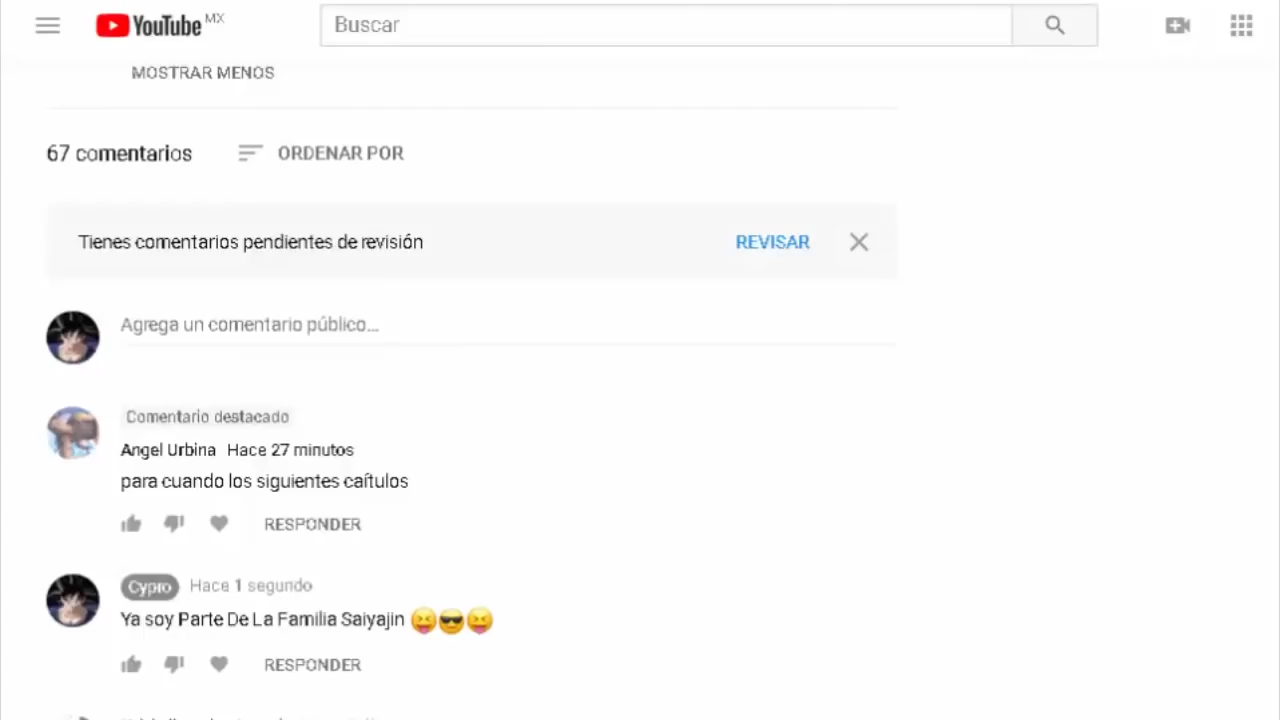 YouTube MX
Buscar
MOSTRAR MENOS
67 comentarios
ORDENAR POR
Tienes comentarios pendientes de revisión
REVISAR
Agrega un comentario público...
Comentario destacado
Angel Urbina Hace 27 minutos
para cuando los siguientes caítulos
RESPONDER
Cypro Hace 1 segundo
Ya soy Parte De La Familia Saiyajin 😝😎😝
RESPONDER